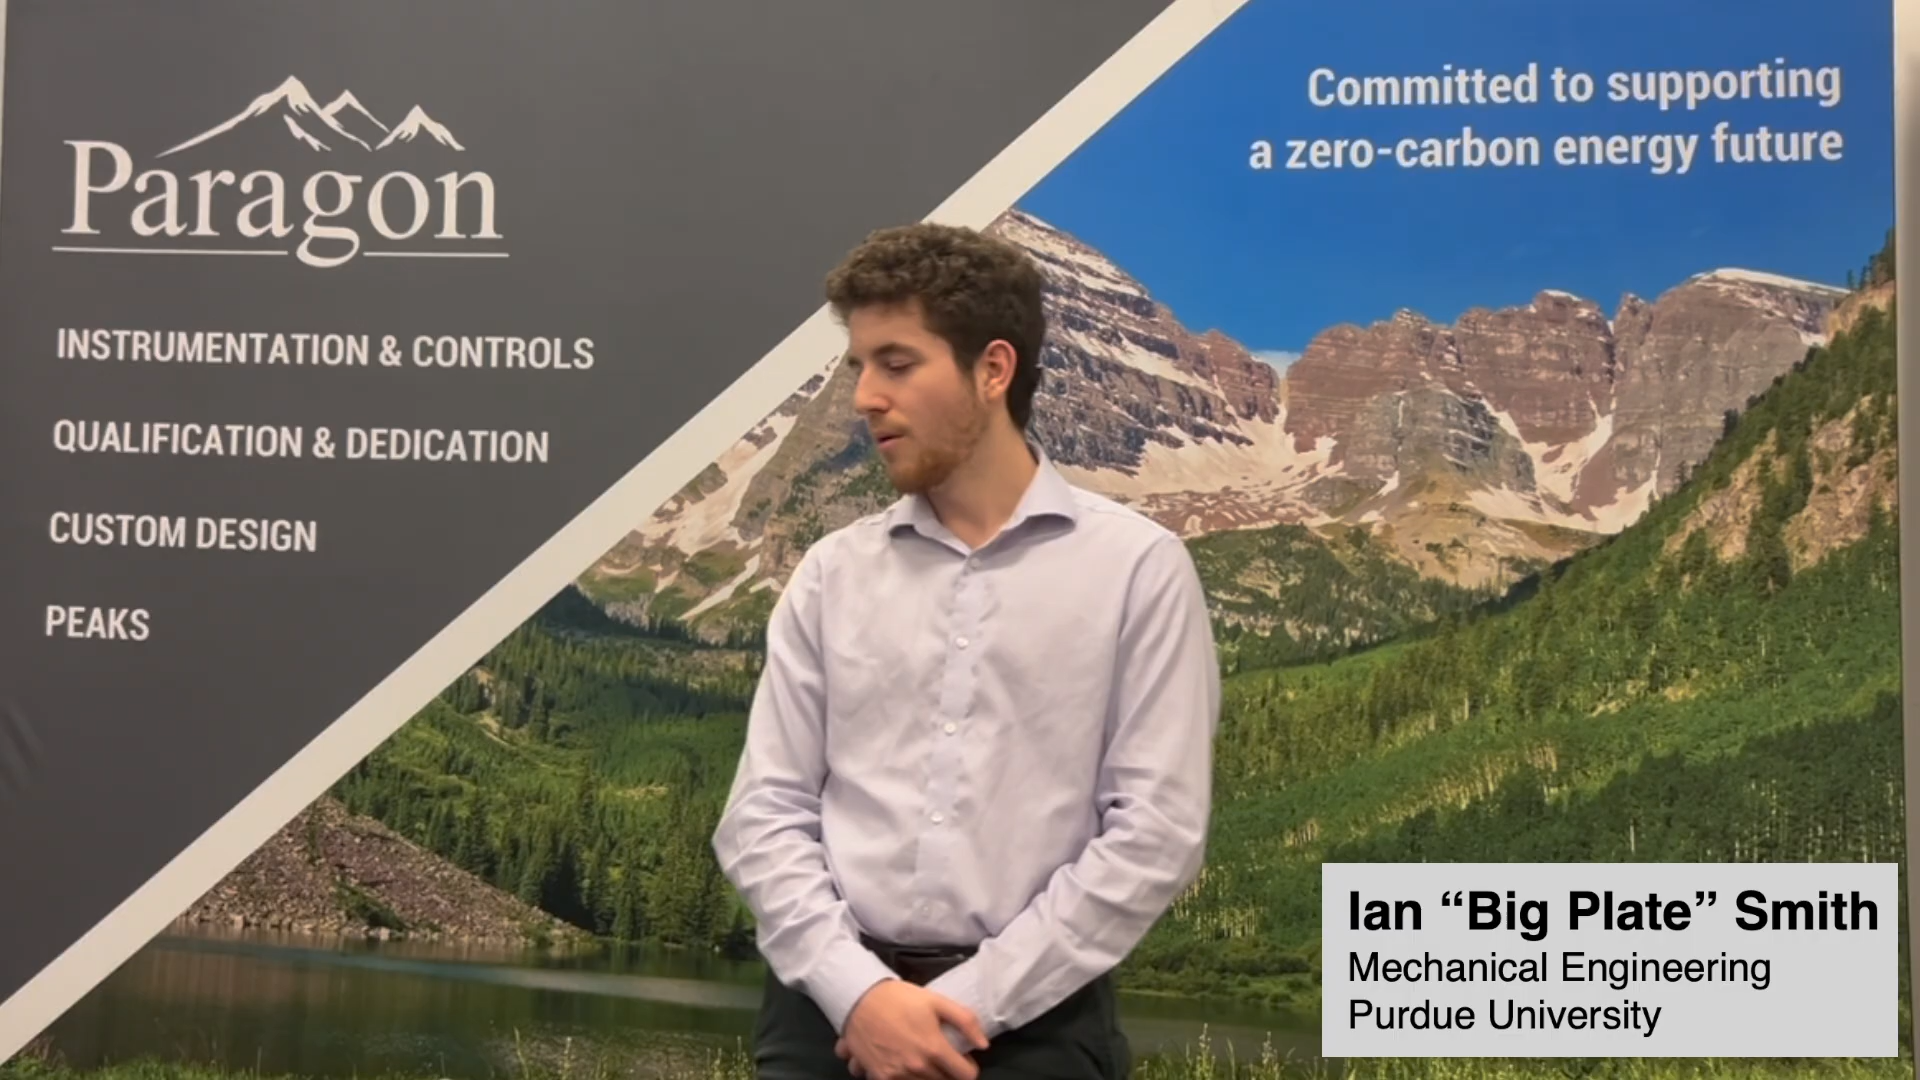 Paragon
INSTRUMENTATION & CONTROLS
QUALIFICATION & DEDICATION
CUSTOM DESIGN
PEAKS
Committed to supporting
a zero-carbon energy future
Ian “Big Plate” Smith
Mechanical Engineering
Purdue University